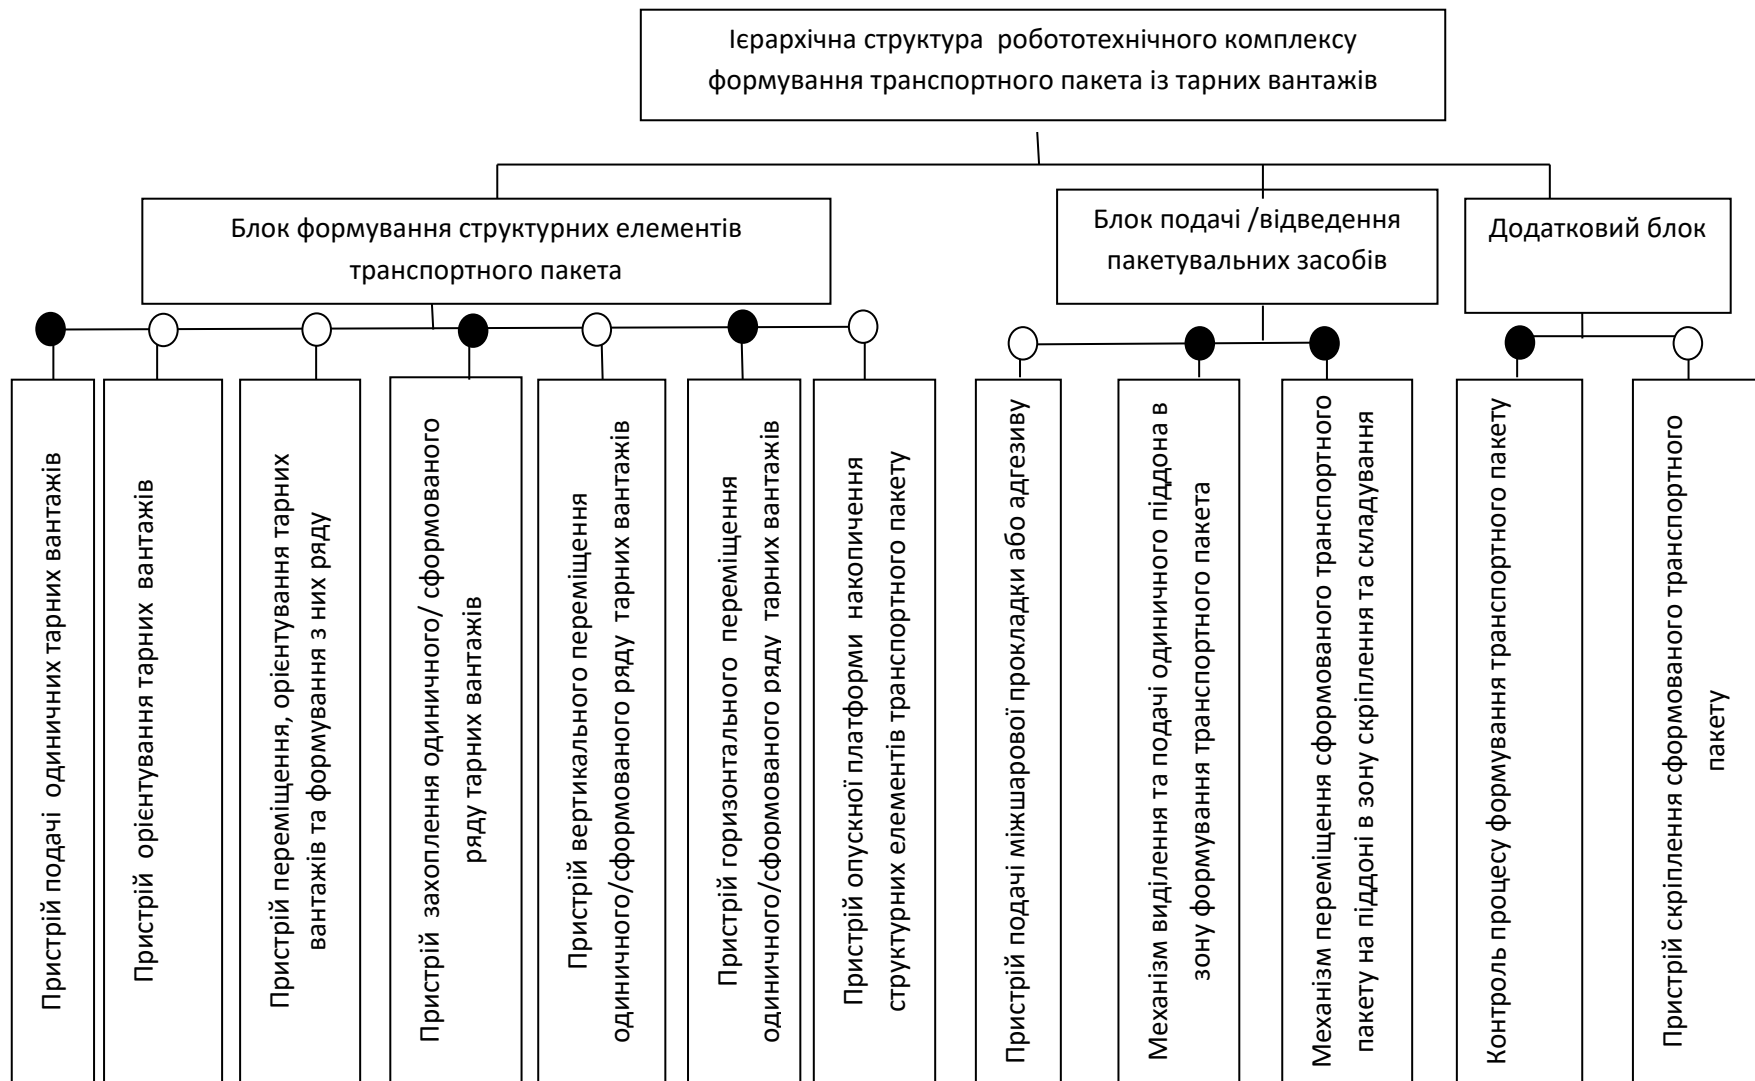 Ієрархічна структура робототехнічного комплексу
формування транспортного пакета із тарних вантажів
Блок формування структурних елементів
транспортного пакета
Блок подачі /відведення
пакетувальних засобів
Додатковий блок
Пристрій подачі одиничних тарних вантажів
Пристрій орієнтування тарних вантажів
Пристрій переміщення, орієнтування тарних
вантажів та формування з них ряду
Пристрій захоплення одиничного/ сформованого
ряду тарних вантажів
Пристрій вертикального переміщення
одиничного/сформованого ряду тарних вантажів
Пристрій горизонтального переміщення
одиничного/сформованого ряду тарних вантажів
Пристрій опускної платформи накопичення
структурних елементів транспортного пакету
Пристрій подачі міжшарової прокладки або адгезиву
Механізм виділення та подачі одиничного піддона в
зону формування транспортного пакета
Механізм переміщення сформованого транспортного
пакету на піддоні в зону скріплення та складування
Контроль процесу формування транспортного пакету
Пристрій скріплення сформованого транспортного
пакету